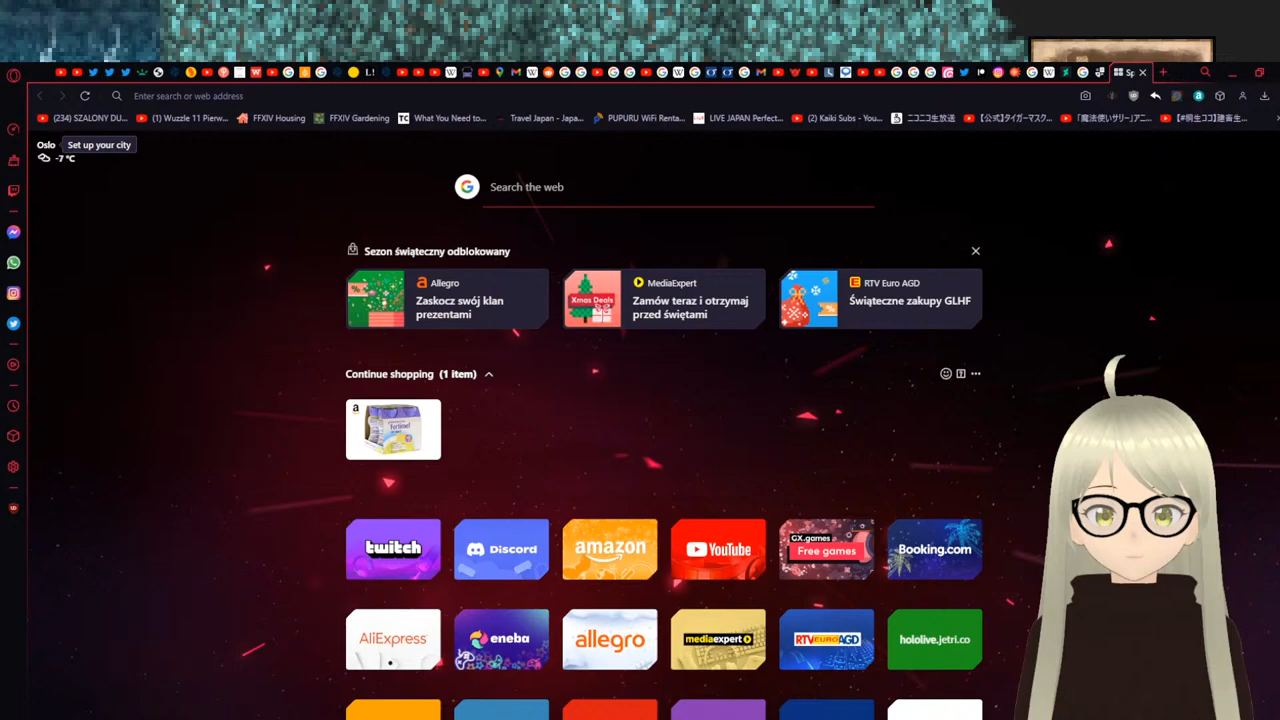 L!
Sp
Enter search or web address
(234) SZALONY DU...
(1) Wuzzle 11 Pierw...
FFXIV Housing
FFXIV Gardening
TC What You Need to...
Travel Japan - Japa...
PUPURU WiFi Renta...
LIVE JAPAN Perfect...
(2) Kaiki Subs - You...
ニコニコ生放送
【公式】タイガーマスク...
「魔法使いサリー」アニ...
【#桐生ココ】建畜生...
Oslo
Set up your city
-7 °C
Search the web
Sezon świąteczny odblokowany
Allegro
Zaskocz swój klan
prezentami
Xmas Deals
MediaExpert
Zamów teraz i otrzymaj
przed świętami
RTV Euro AGD
Świąteczne zakupy GLHF
Continue shopping (1 item)
Fortimel
twitch
Discord
amazon
YouTube
GX.games
Free games
Booking.com
AliExpress
eneba
allegro
mediaexpert
RTV EURO AGD
hololive.jetri.co